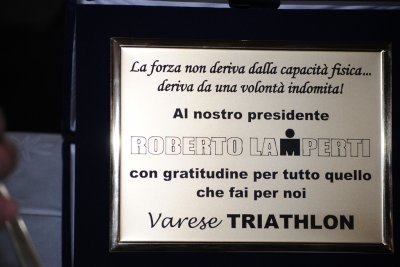 La forza non deriva dalla capacità fisica...
deriva da una volontà indomita!
Al nostro presidente
ROBERTO LAMPERTI
con gratitudine per tutto quello
che fai per noi
Varese TRIATHLON